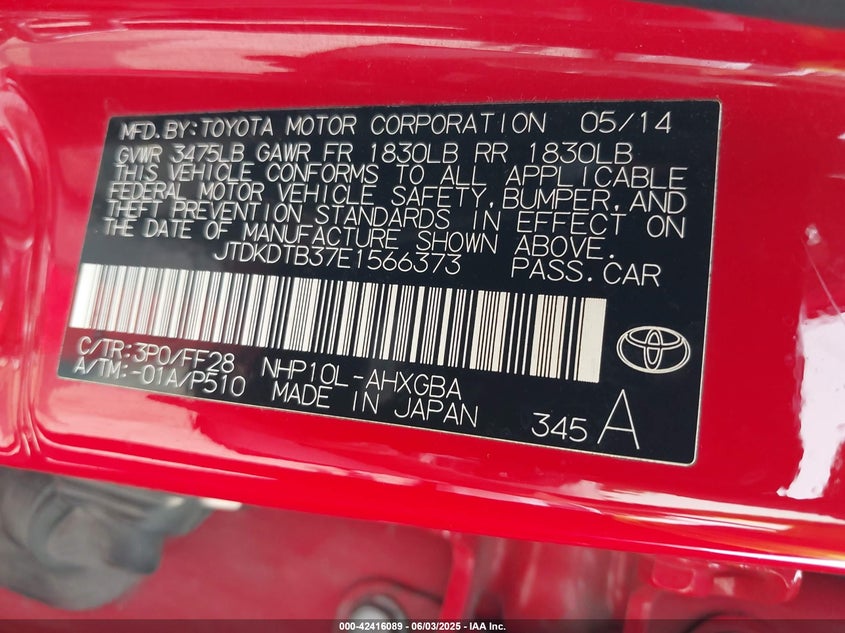 MFD.BY:TOYOTA MOTOR CORPORATION 05/14
GVWR 3475LB GAWR FR 1830LB RR 1830LB
THIS VEHICLE CONFORMS TO ALL APPLICABLE
FEDERAL MOTOR VEHICLE SAFETY,BUMPER,AND
THEFT PREVENTION STANDARDS IN EFFECT ON
THE DATE OF MANUFACTURE SHOWN ABOVE.
JTDKDTB37E1566373 PASS.CAR
C/TR:3P0/FF28 NHP10L-AHXGBA
A/TM:-01A/P510 MADE IN JAPAN 345 A
000-42416089 - 06/03/2025 - IAA Inc.